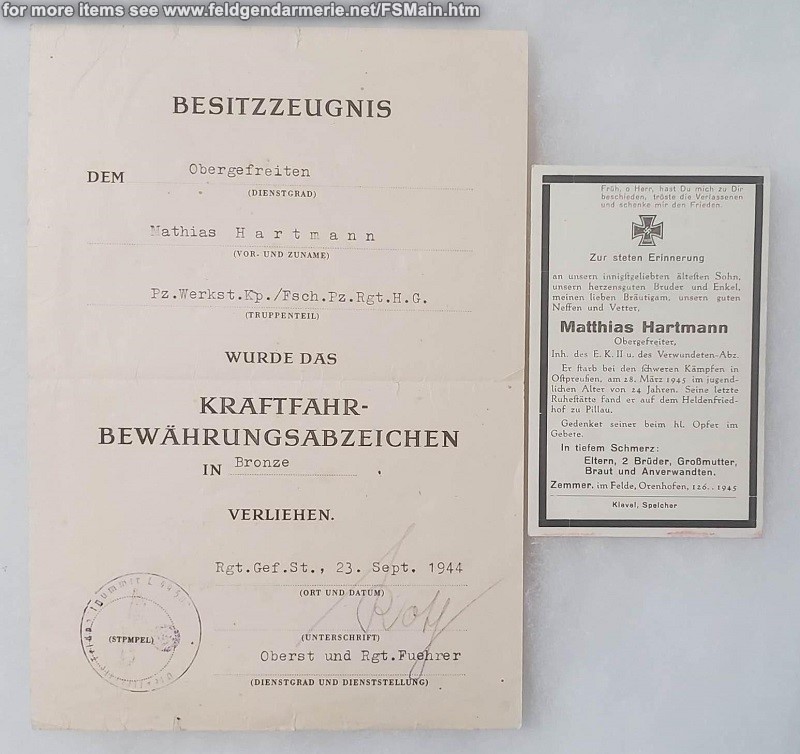 for more items see www.feldgendarmerie.net/FSMain.htm
BESITZZEUGNIS
DEM Obergefreiten
(DIENSTGRAD)
Mathias Hartmann
(VOR- UND ZUNAME)
Pz.Werkst.Kp./Fsch.Pz.Rgt.H.G.
(TRUPPENTEIL)
WURDE DAS
KRAFTFAHR-
BEWÄHRUNGSABZEICHEN
IN Bronze
VERLIEHEN.
Rgt.Gef.St., 23. Sept. 1944
(ORT UND DATUM)
(STPMPEL)
(UNTERSCHRIFT)
Oberst und Rgt.Fuehrer
(DIENSTGRAD UND DIENSTSTELLUNG)
Früh, o Herr, hast Du mich zu Dir
beschieden, tröste die Verlassenen
und schenke mir den Frieden.
Zur steten Erinnerung
an unsern innigstgeliebten ältesten Sohn,
unsern herzensguten Bruder und Enkel,
meinen lieben Bräutigam, unsern guten
Neffen und Vetter,
Matthias Hartmann
Obergefreiter,
Inh. des E. K. II u. des Verwundeten-Abz.
Er starb bei den schweren Kämpfen in
Ostpreußen, am 28. März 1945 im jugend-
lichen Alter von 24 Jahren. Seine letzte
Ruhestätte fand er auf dem Heldenfried-
hof zu Pillau.
Gedenket seiner beim hl. Opfer im
Gebete.
In tiefem Schmerz:
Eltern, 2 Brüder, Großmutter,
Braut und Anverwandten.
Zemmer, im Felde, Orenhofen, 126.. 1945
Kievel, Speicher